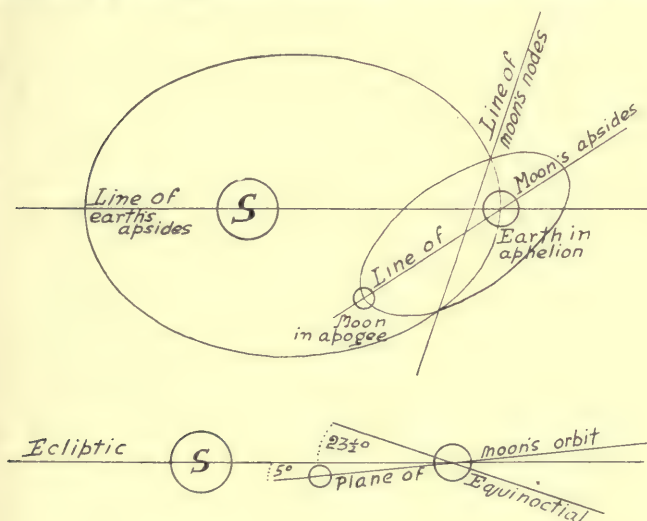 Line of
moon's nodes
Line of
earth's
apsides
S
Line of Moon's apsides
Earth in
aphelion
Moon
in apogee
Ecliptic
S
23½°
5°
Plane of moon's orbit
Equinoctial